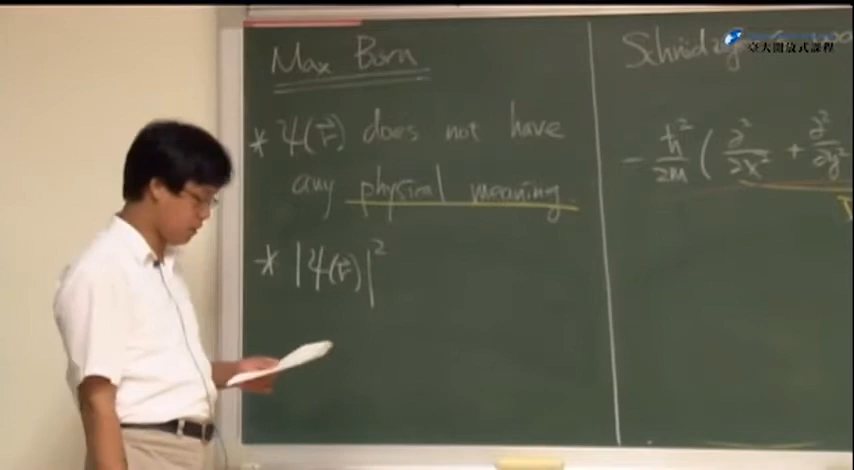 Max Born
* ψ(r⃗) does not have
any physical meaning
* |ψ(r⃗)|²
- ħ²/2m ( ∂²/∂x² + ∂²/∂y²
臺大開放式課程